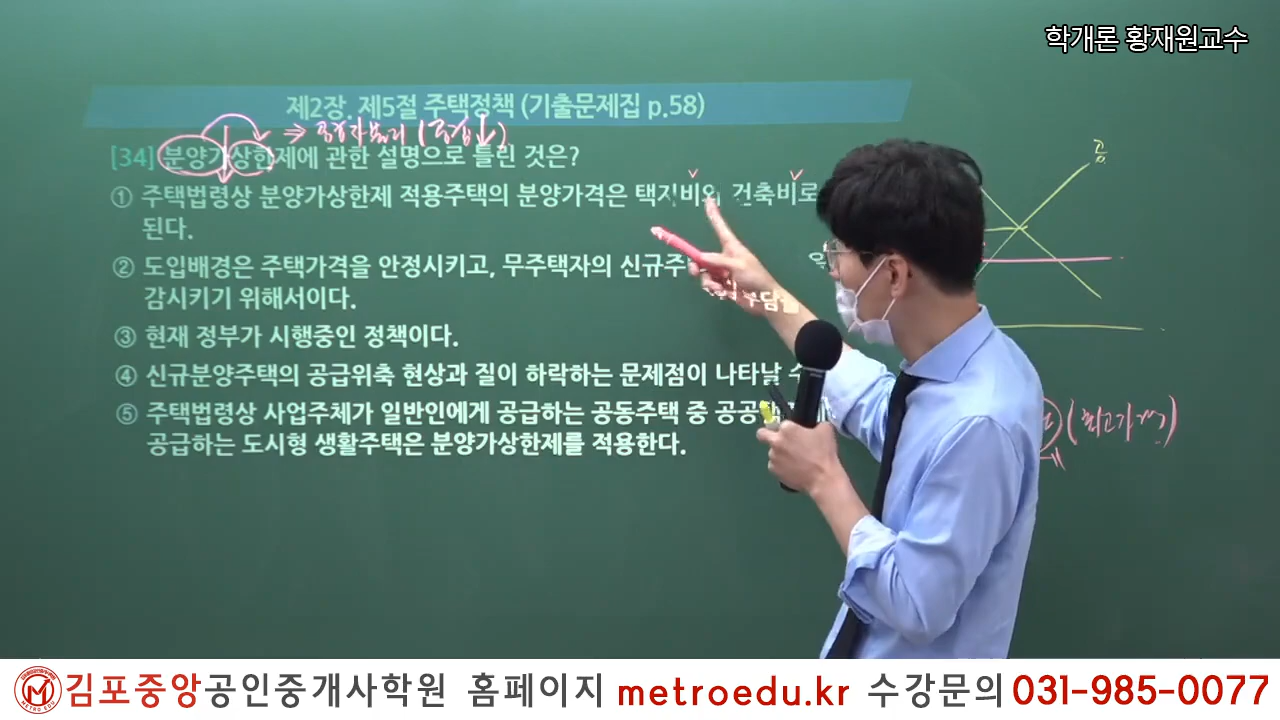 학개론 황재원교수
제2장. 제5절 주택정책 (기출문제집 p.58)
[34] 분양가상한제에 관한 설명으로 틀린 것은?
① 주택법령상 분양가상한제 적용주택의 분양가격은 택지비와 건축비로
된다.
② 도입배경은 주택가격을 안정시키고, 무주택자의 신규주
감시키기 위해서이다.
③ 현재 정부가 시행중인 정책이다.
④ 신규분양주택의 공급위축 현상과 질이 하락하는 문제점이 나타날 수
⑤ 주택법령상 사업주체가 일반인에게 공급하는 공동주택 중
공급하는 도시형 생활주택은 분양가상한제를 적용한다.
공
(최고가격)
김포중앙공인중개사학원 홈페이지 metroedu.kr 수강문의 031-985-0077